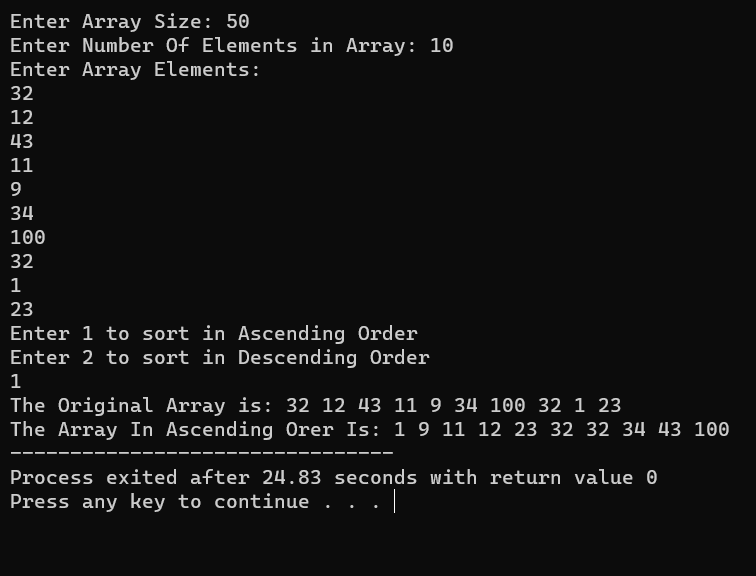 Enter Array Size: 50
Enter Number Of Elements in Array: 10
Enter Array Elements:
32
12
43
11
9
34
100
32
1
23
Enter 1 to sort in Ascending Order
Enter 2 to sort in Descending Order
1
The Original Array is: 32 12 43 11 9 34 100 32 1 23
The Array In Ascending Orer Is: 1 9 11 12 23 32 32 34 43 100
--------------------------------
Process exited after 24.83 seconds with return value 0
Press any key to continue . . .